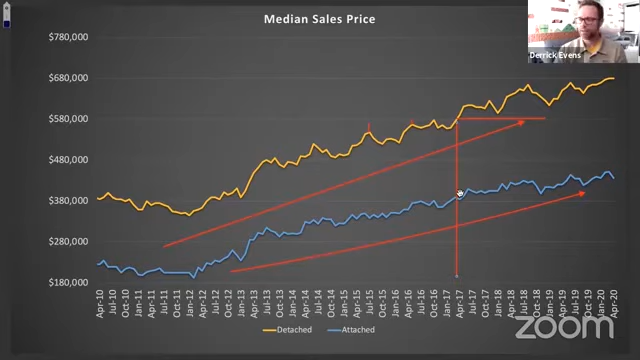 Median Sales Price
Derrick Evens
$780,000
$680,000
$580,000
$480,000
$380,000
$280,000
$180,000
Apr-10
Jul-10
Oct-10
Jan-11
Apr-11
Jul-11
Oct-11
Jan-12
Apr-12
Jul-12
Oct-12
Jan-13
Apr-13
Jul-13
Oct-13
Jan-14
Apr-14
Jul-14
Oct-14
Jan-15
Apr-15
Jul-15
Oct-15
Jan-16
Apr-16
Jul-16
Oct-16
Jan-17
Apr-17
Jul-17
Oct-17
Jan-18
Apr-18
Jul-18
Oct-18
Jan-19
Apr-19
Jul-19
Oct-19
Jan-20
Apr-20
Detached
Attached
zoom